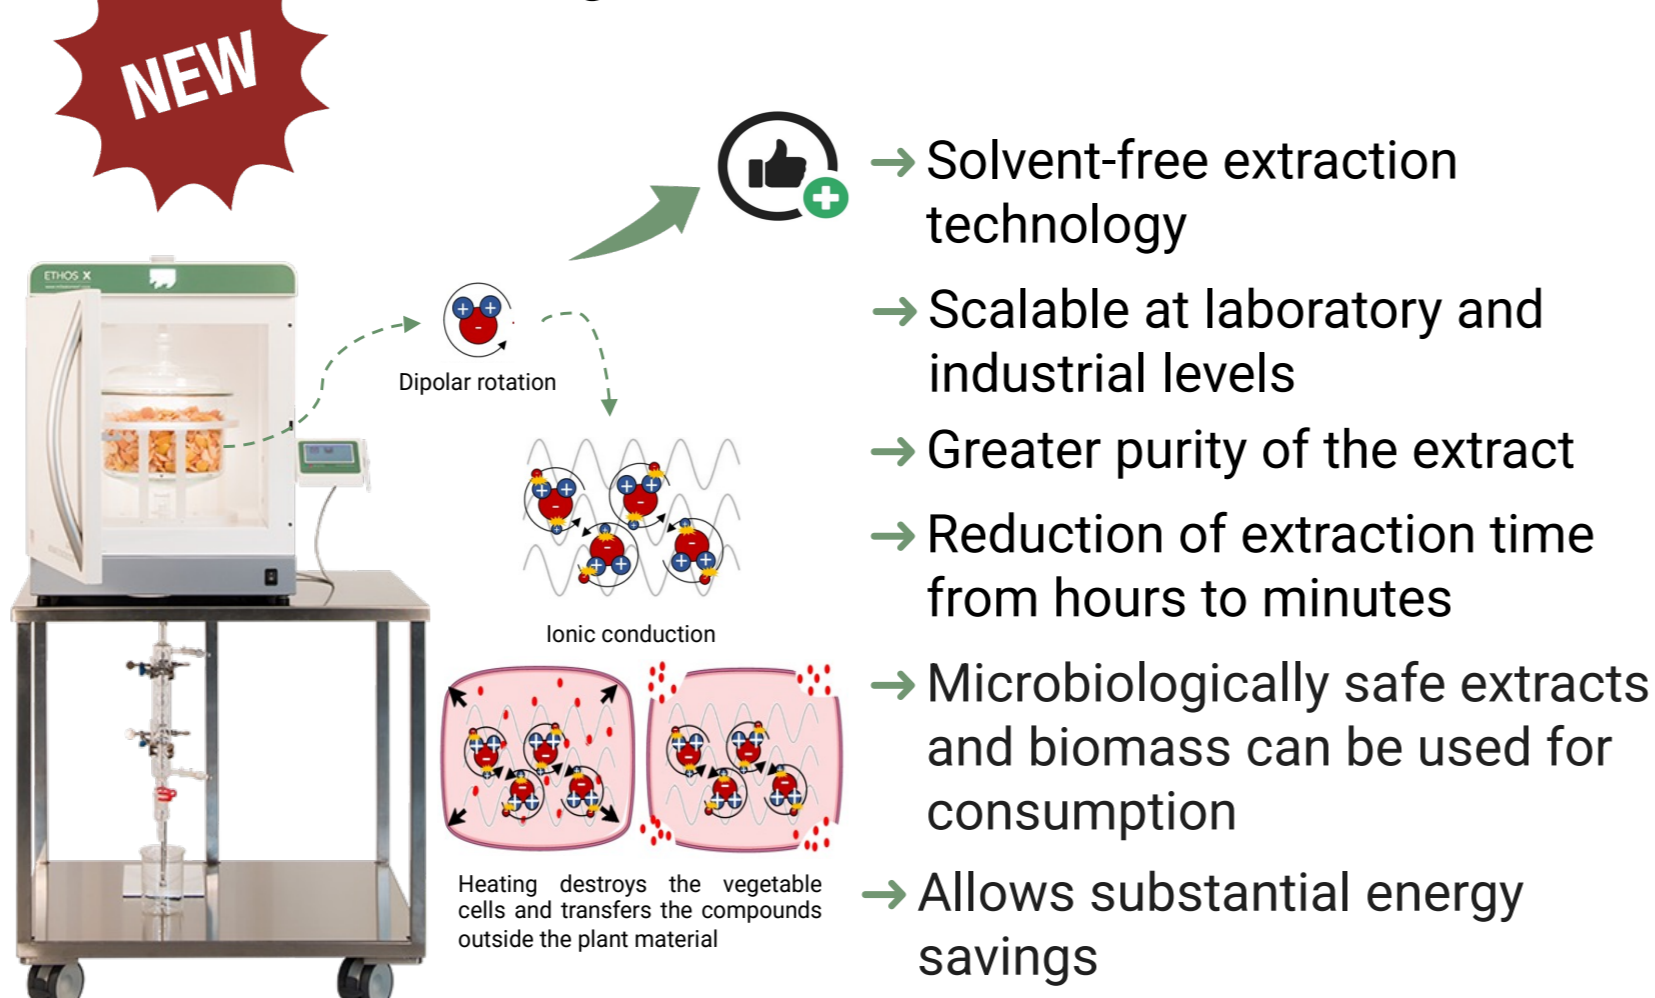 NEW
Solvent-free extraction
technology
Scalable at laboratory and
industrial levels
Greater purity of the extract
Reduction of extraction time
from hours to minutes
Microbiologically safe extracts
and biomass can be used for
consumption
Allows substantial energy
savings
ETHOS X
Dipolar rotation
Ionic conduction
Heating destroys the vegetable
cells and transfers the compounds
outside the plant material